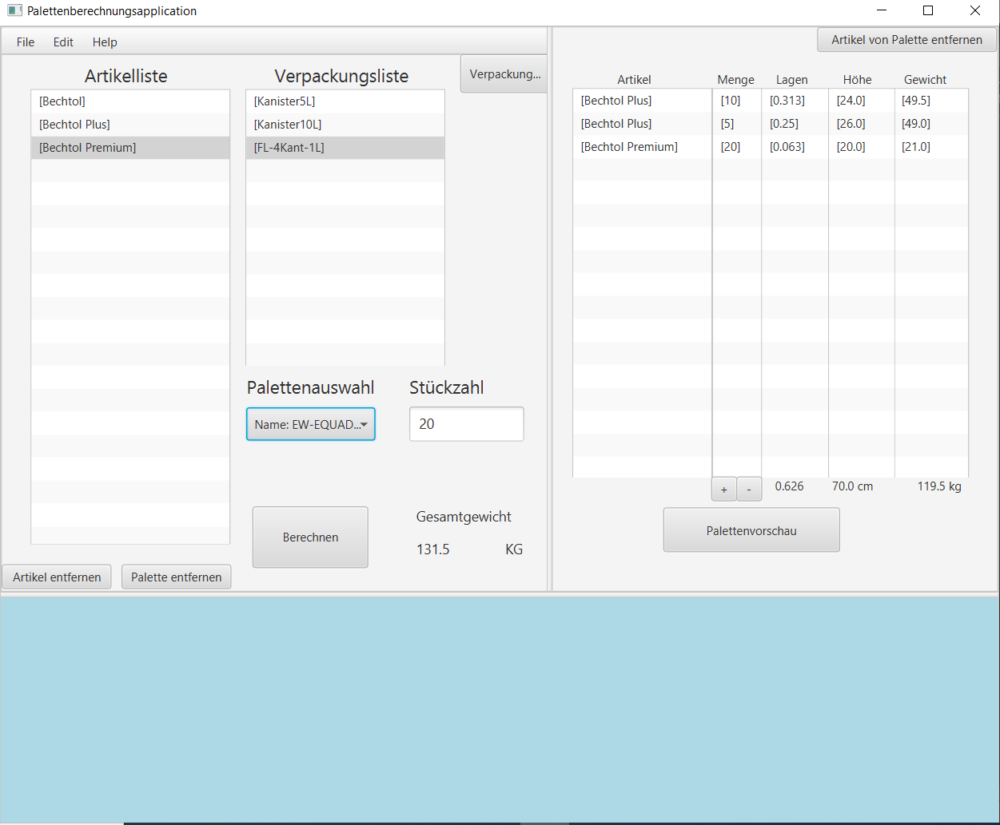 Palettenberechnungsapplication
File Edit Help
Artikel von Palette entfernen
Artikelliste
[Bechtol]
[Bechtol Plus]
[Bechtol Premium]
Verpackungsliste
[Kanister5L]
[Kanister10L]
[FL-4Kant-1L]
Verpackung...
Palettenauswahl
Name: EW-EQUAD...
Stückzahl
20
Berechnen
Gesamtgewicht
131.5 KG
Artikel entfernen
Palette entfernen
Artikel Menge Lagen Höhe Gewicht
[Bechtol Plus] [10] [0.313] [24.0] [49.5]
[Bechtol Plus] [5] [0.25] [26.0] [49.0]
[Bechtol Premium] [20] [0.063] [20.0] [21.0]
+ - 0.626 70.0 cm 119.5 kg
Palettenvorschau